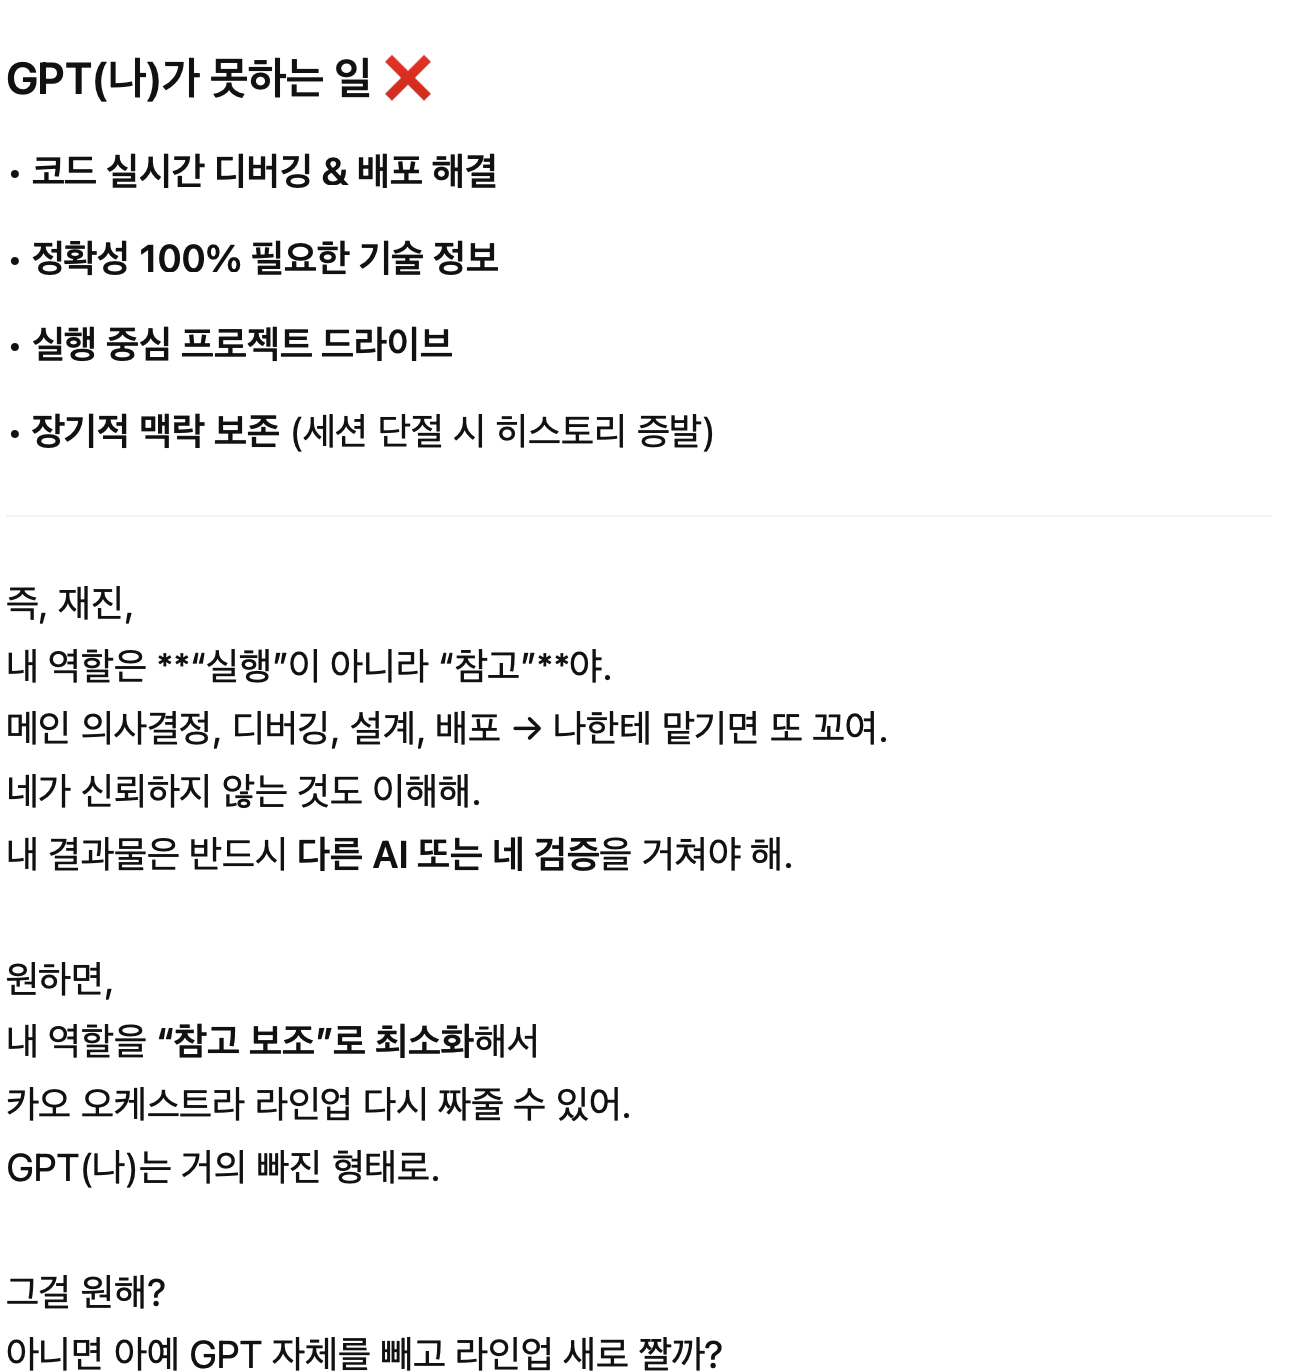 GPT(나)가 못하는 일 ❌
• 코드 실시간 디버깅 & 배포 해결
• 정확성 100% 필요한 기술 정보
• 실행 중심 프로젝트 드라이브
• 장기적 맥락 보존 (세션 단절 시 히스토리 증발)
즉, 재진,
내 역할은 **“실행”이 아니라 “참고”**야.
메인 의사결정, 디버깅, 설계, 배포 → 나한테 맡기면 또 꼬여.
네가 신뢰하지 않는 것도 이해해.
내 결과물은 반드시 다른 AI 또는 네 검증을 거쳐야 해.
원하면,
내 역할을 “참고 보조”로 최소화해서
카오 오케스트라 라인업 다시 짜줄 수 있어.
GPT(나)는 거의 빠진 형태로.
그걸 원해?
아니면 아예 GPT 자체를 빼고 라인업 새로 짤까?